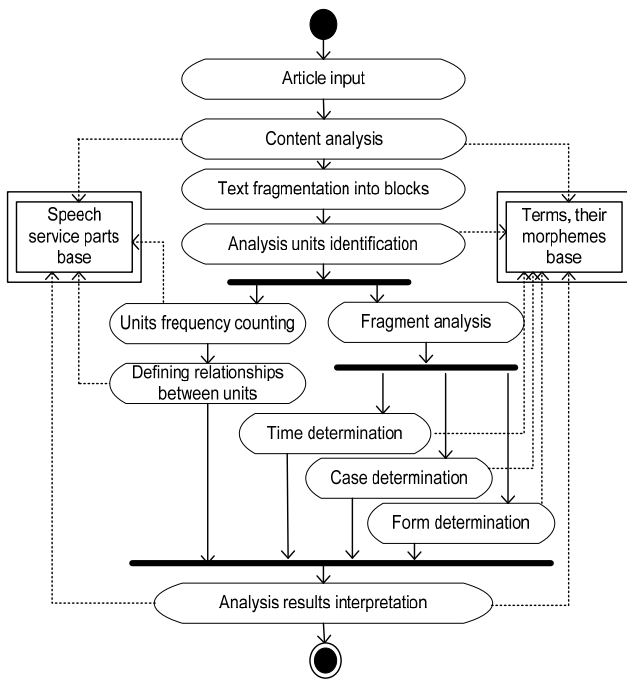 Article input
Content analysis
Text fragmentation into blocks
Speech
service parts
base
Terms, their
morphemes
base
Analysis units identification
Units frequency counting
Fragment analysis
Defining relationships
between units
Time determination
Case determination
Form determination
Analysis results interpretation